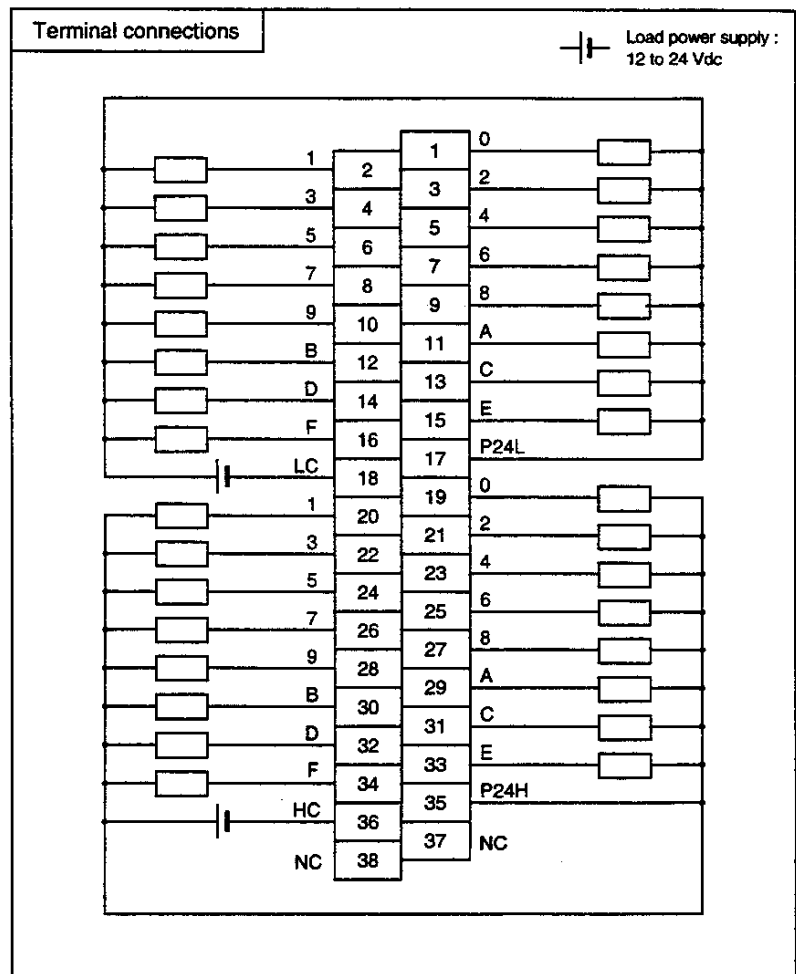 Terminal connections
Load power supply :
12 to 24 Vdc
1 0
1 2
3 2
3 4
5 4
5 6
7 6
7 8
9 8
9 10
11 A
B 12
13 C
D 14
15 E
F 16
17 P24L
LC 18
19 0
1 20
21 2
3 22
23 4
5 24
25 6
7 26
27 8
9 28
29 A
B 30
31 C
D 32
33 E
F 34
35 P24H
HC 36
37 NC
NC 38